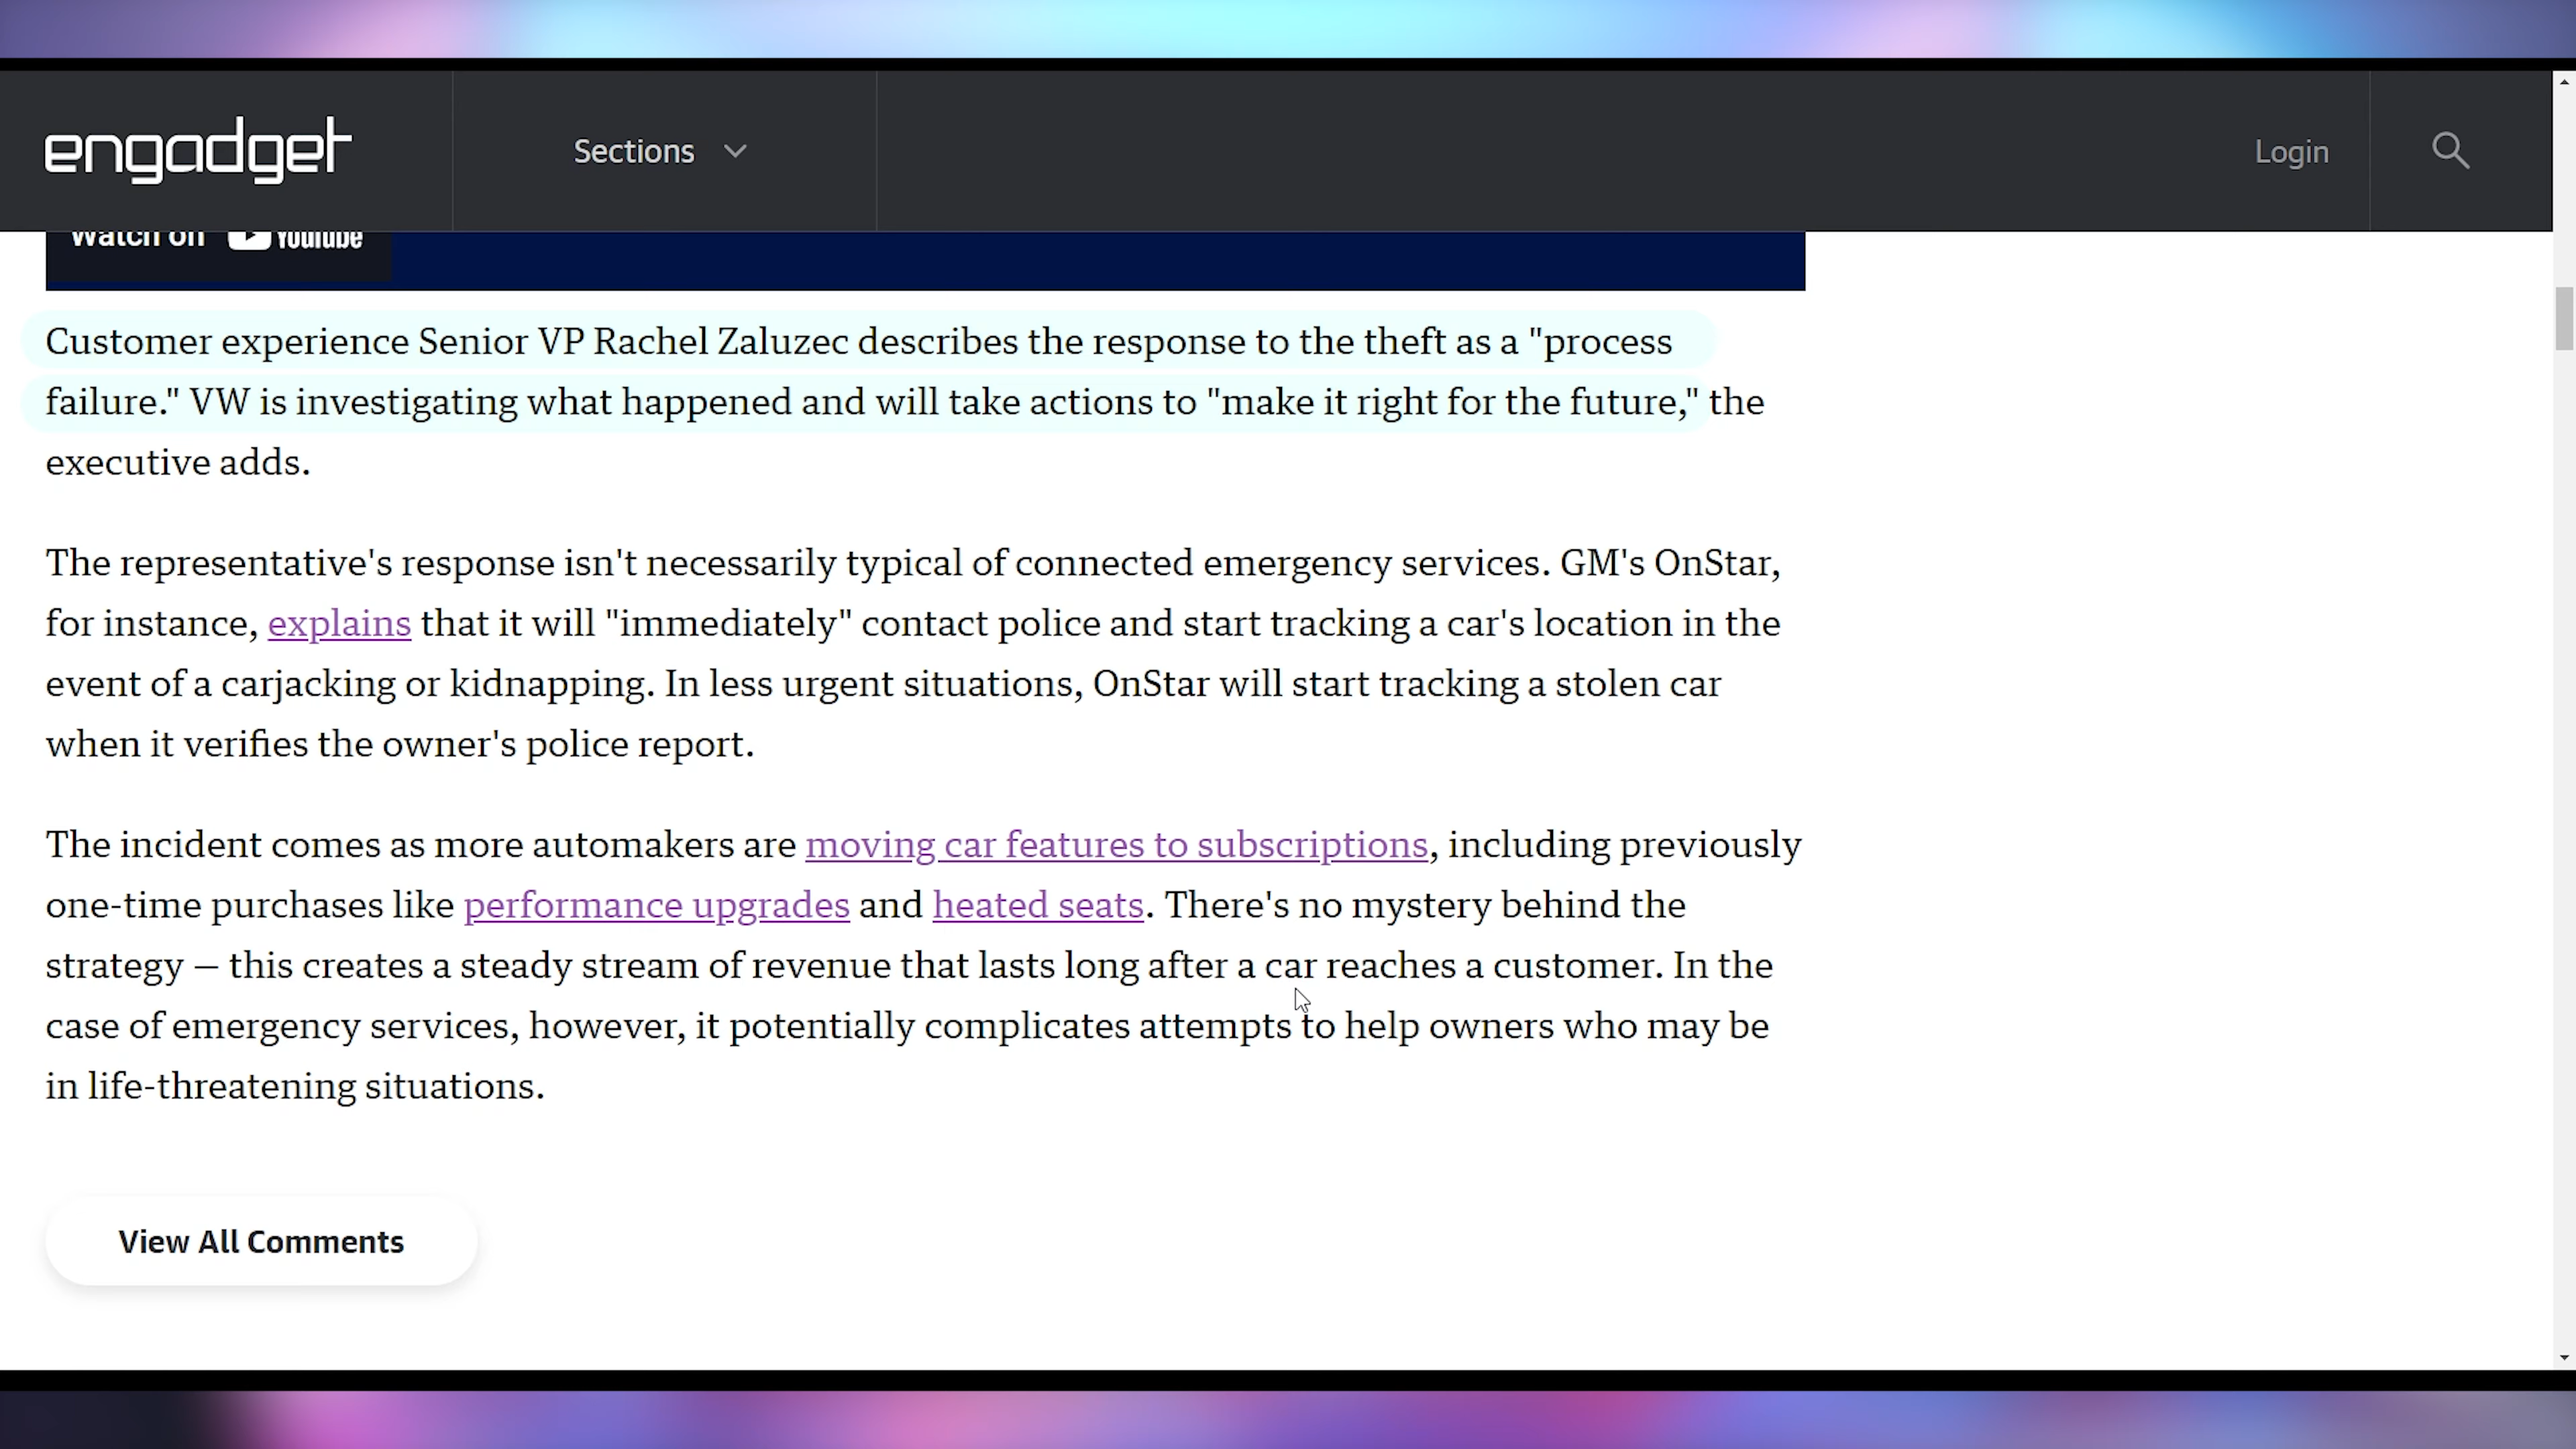 engadget
Sections
Login
Watch on YouTube
Customer experience Senior VP Rachel Zaluzec describes the response to the theft as a "process
failure." VW is investigating what happened and will take actions to "make it right for the future," the
executive adds.
The representative's response isn't necessarily typical of connected emergency services. GM's OnStar,
for instance, explains that it will "immediately" contact police and start tracking a car's location in the
event of a carjacking or kidnapping. In less urgent situations, OnStar will start tracking a stolen car
when it verifies the owner's police report.
The incident comes as more automakers are moving car features to subscriptions, including previously
one-time purchases like performance upgrades and heated seats. There's no mystery behind the
strategy — this creates a steady stream of revenue that lasts long after a car reaches a customer. In the
case of emergency services, however, it potentially complicates attempts to help owners who may be
in life-threatening situations.
View All Comments